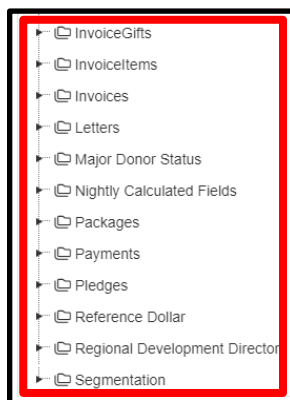 InvoiceGifts
InvoiceItems
Invoices
Letters
Major Donor Status
Nightly Calculated Fields
Packages
Payments
Pledges
Reference Dollar
Regional Development Director
Segmentation